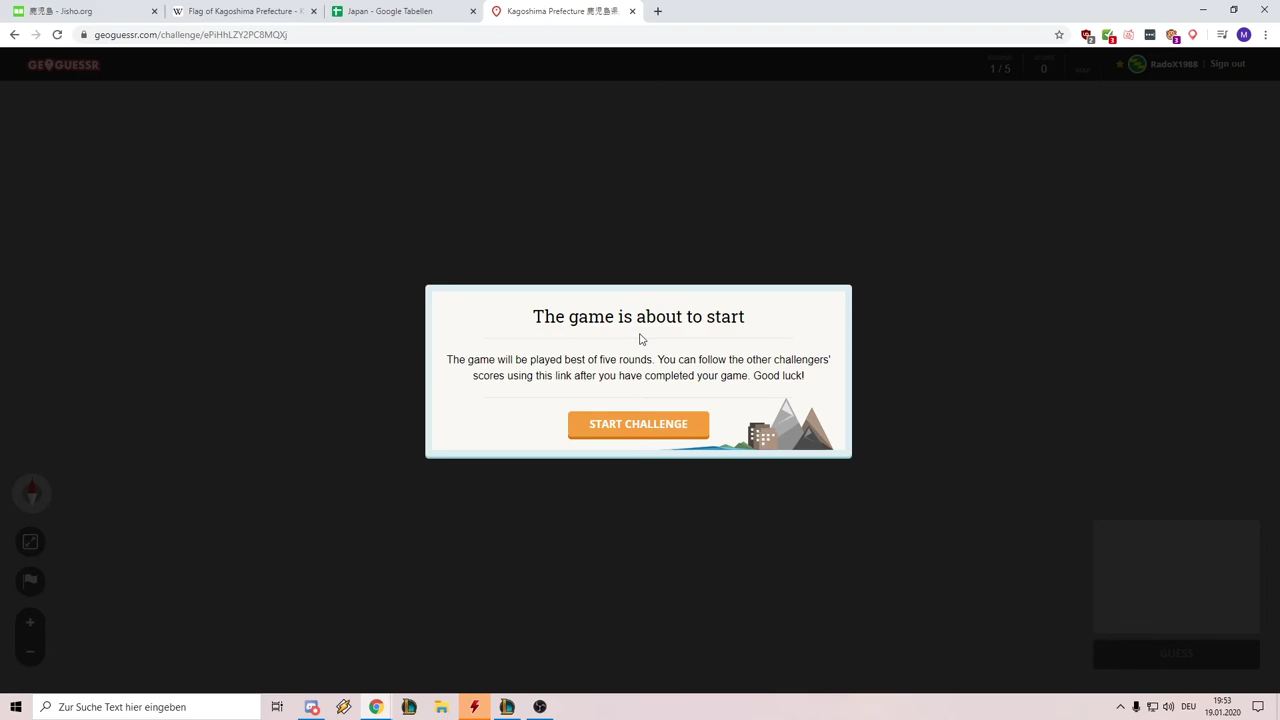 鹿児島 - Jisho.org
Flag of Kagoshima Prefecture - K
Japan - Google Tabellen
Kagoshima Prefecture 鹿児島県
geoguessr.com/challenge/ePiHhLZY2PC8MQXj
2
3
3
M
GEOGUESSR
1 / 5
0
RadoX1988 | Sign out
The game is about to start
The game will be played best of five rounds. You can follow the other challengers'
scores using this link after you have completed your game. Good luck!
START CHALLENGE
GUESS
Zur Suche Text hier eingeben
DEU
19:53
19.01.2020